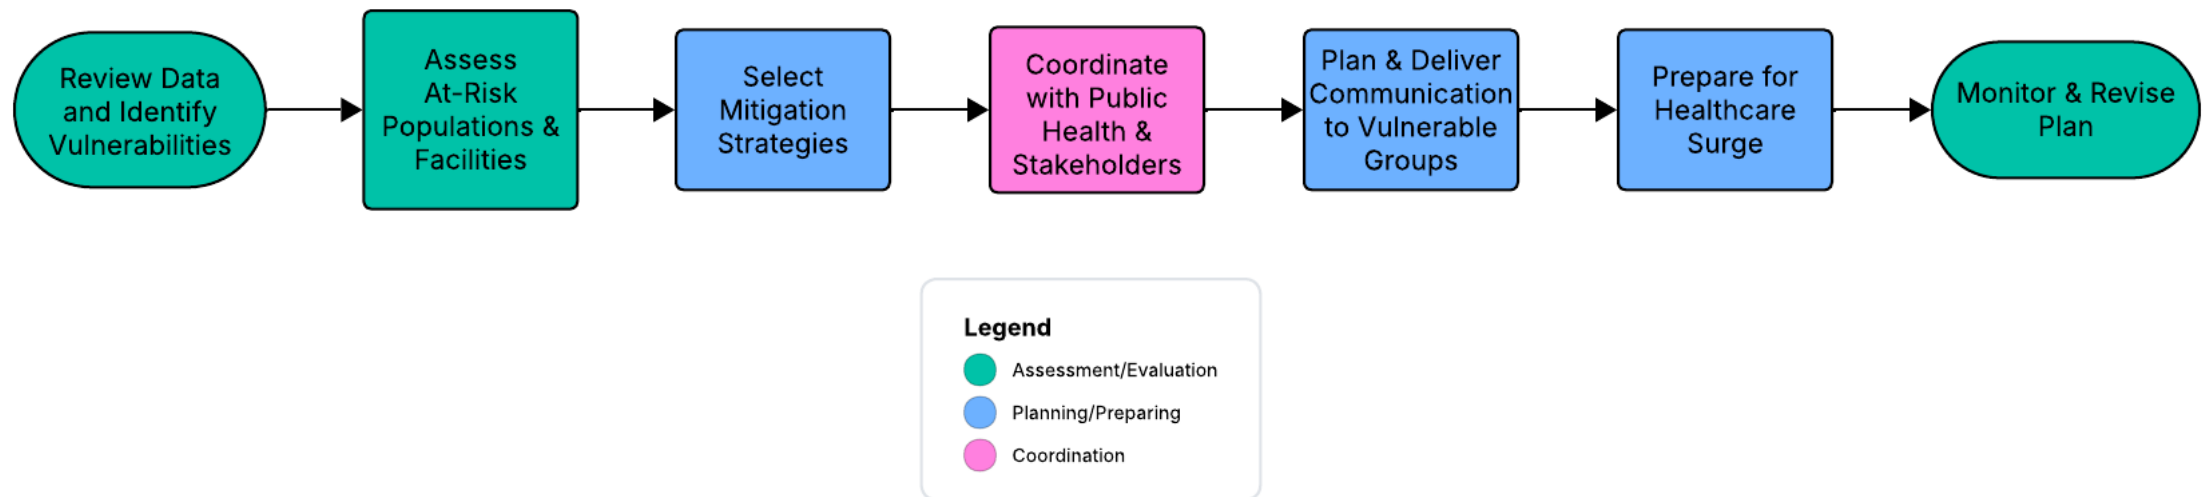 Review Data
and Identify
Vulnerabilities
Assess
At-Risk
Populations &
Facilities
Select
Mitigation
Strategies
Coordinate
with Public
Health &
Stakeholders
Plan & Deliver
Communication
to Vulnerable
Groups
Prepare for
Healthcare
Surge
Monitor & Revise
Plan
Legend
Assessment/Evaluation
Planning/Preparing
Coordination